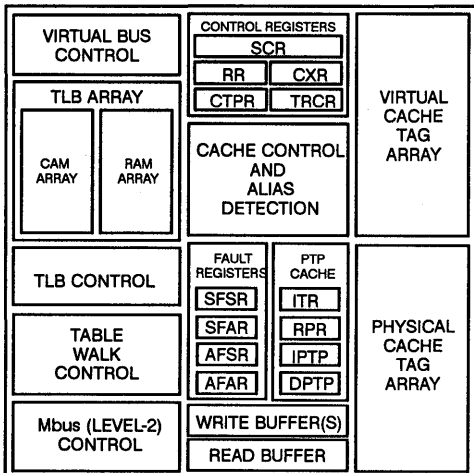 VIRTUAL BUS
CONTROL
TLB ARRAY
CAM
ARRAY
RAM
ARRAY
TLB CONTROL
TABLE
WALK
CONTROL
Mbus (LEVEL-2)
CONTROL
CONTROL REGISTERS
SCR
RR
CXR
CTPR
TRCR
CACHE CONTROL
AND
ALIAS
DETECTION
FAULT
REGISTERS
SFSR
SFAR
AFSR
AFAR
PTP
CACHE
ITR
RPR
IPTP
DPTP
WRITE BUFFER(S)
READ BUFFER
VIRTUAL
CACHE
TAG
ARRAY
PHYSICAL
CACHE
TAG
ARRAY